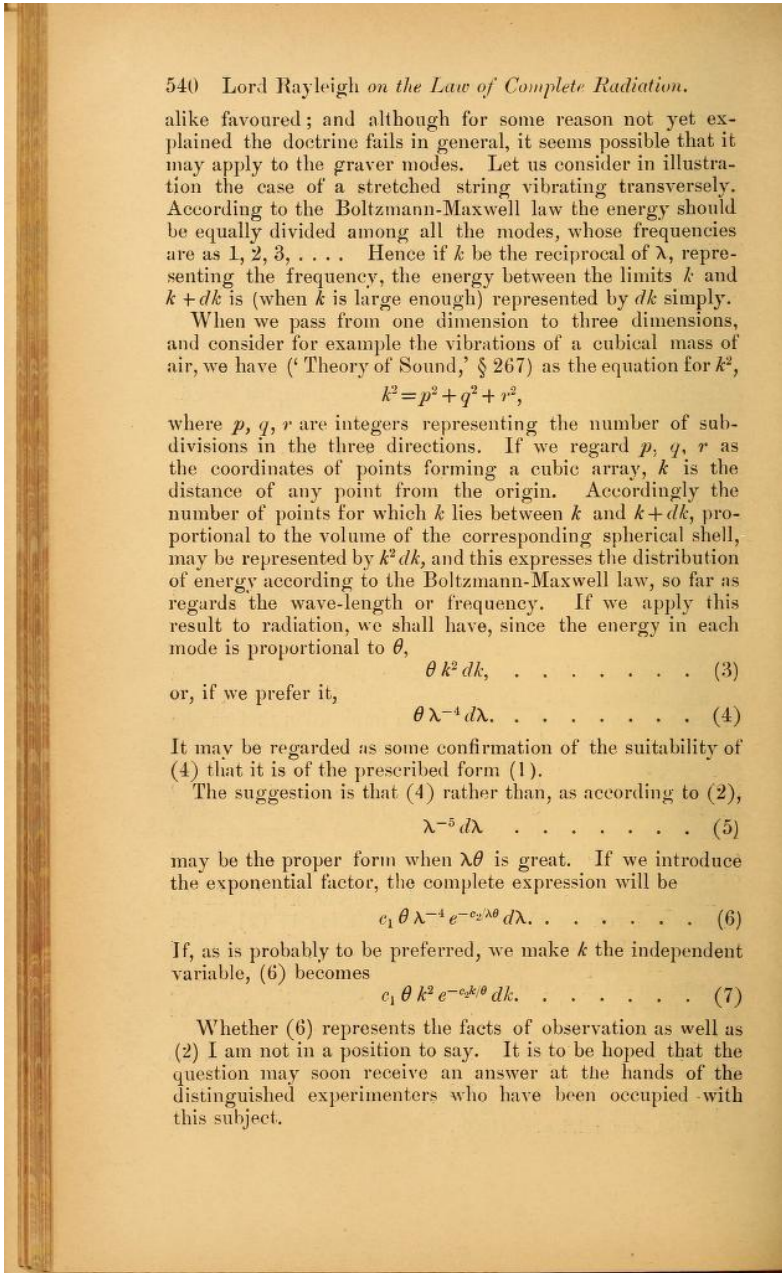 540 Lord Rayleigh on the Law of Complete Radiation.
alike favoured; and although for some reason not yet ex-
plained the doctrine fails in general, it seems possible that it
may apply to the graver modes. Let us consider in illustra-
tion the case of a stretched string vibrating transversely.
According to the Boltzmann-Maxwell law the energy should
be equally divided among all the modes, whose frequencies
are as 1, 2, 3, . . . . Hence if k be the reciprocal of λ, repre-
senting the frequency, the energy between the limits k and
k + dk is (when k is large enough) represented by dk simply.
When we pass from one dimension to three dimensions,
and consider for example the vibrations of a cubical mass of
air, we have (‘ Theory of Sound,’ § 267) as the equation for k²,
k² = p² + q² + r²,
where p, q, r are integers representing the number of sub-
divisions in the three directions. If we regard p, q, r as
the coordinates of points forming a cubic array, k is the
distance of any point from the origin. Accordingly the
number of points for which k lies between k and k + dk, pro-
portional to the volume of the corresponding spherical shell,
may be represented by k² dk, and this expresses the distribution
of energy according to the Boltzmann-Maxwell law, so far as
regards the wave-length or frequency. If we apply this
result to radiation, we shall have, since the energy in each
mode is proportional to θ,
θ k² dk, . . . . . . . (3)
or, if we prefer it,
θ λ⁻⁴ dλ. . . . . . . . (4)
It may be regarded as some confirmation of the suitability of
(4) that it is of the prescribed form (1).
The suggestion is that (4) rather than, as according to (2),
λ⁻⁵ dλ . . . . . . . (5)
may be the proper form when λθ is great. If we introduce
the exponential factor, the complete expression will be
c₁ θ λ⁻⁴ e^{-c₂/λθ} dλ. . . . . . . (6)
If, as is probably to be preferred, we make k the independent
variable, (6) becomes
c₁ θ k² e^{-c₂k/θ} dk. . . . . . . (7)
Whether (6) represents the facts of observation as well as
(2) I am not in a position to say. It is to be hoped that the
question may soon receive an answer at the hands of the
distinguished experimenters who have been occupied with
this subject.